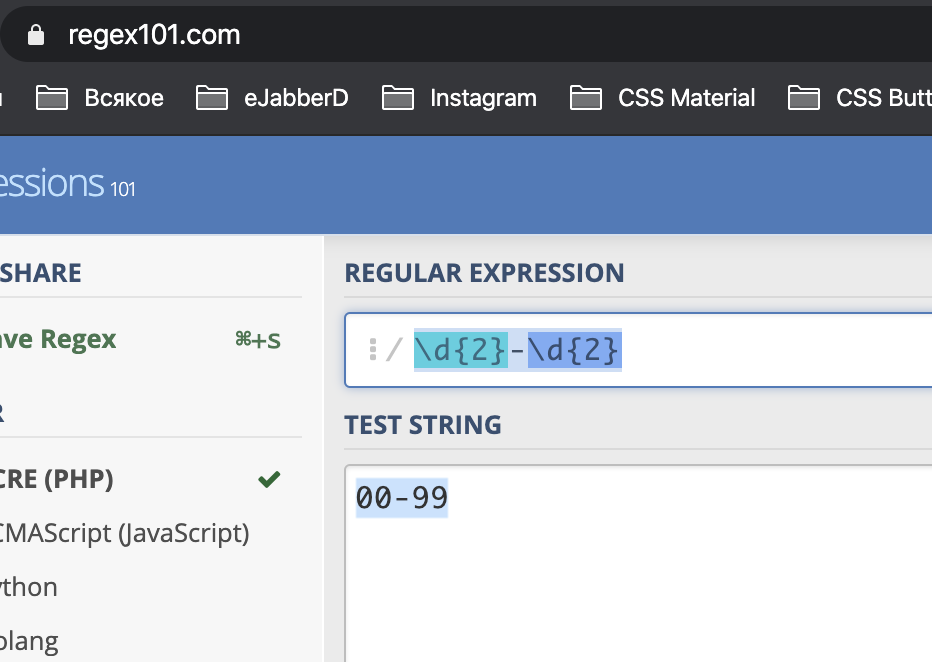 regex101.com
Всякое eJabberD Instagram CSS Material CSS Butt
essions 101
SHARE
ave Regex ⌘+S
R
CRE (PHP)
CMAScript (JavaScript)
ython
olang
REGULAR EXPRESSION
/ \d{2}-\d{2}
TEST STRING
00-99